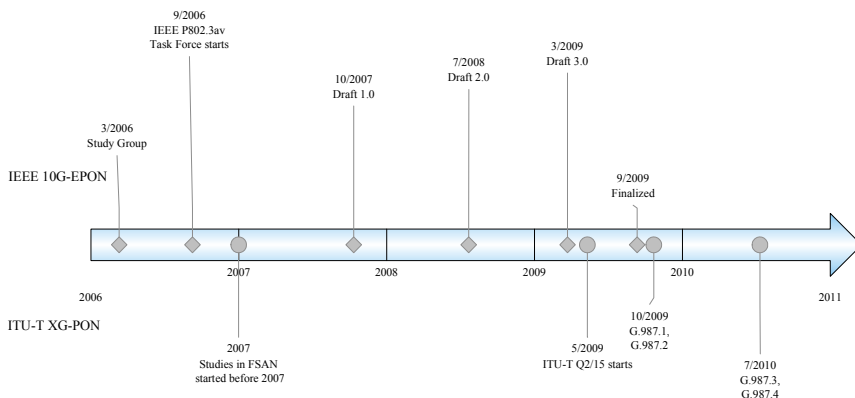 9/2006
IEEE P802.3av
Task Force starts
3/2009
Draft 3.0
7/2008
Draft 2.0
10/2007
Draft 1.0
3/2006
Study Group
IEEE 10G-EPON
9/2009
Finalized
2007
2008
2009
2010
2006
2011
ITU-T XG-PON
10/2009
G.987.1,
G.987.2
2007
Studies in FSAN
started before 2007
5/2009
ITU-T Q2/15 starts
7/2010
G.987.3,
G.987.4